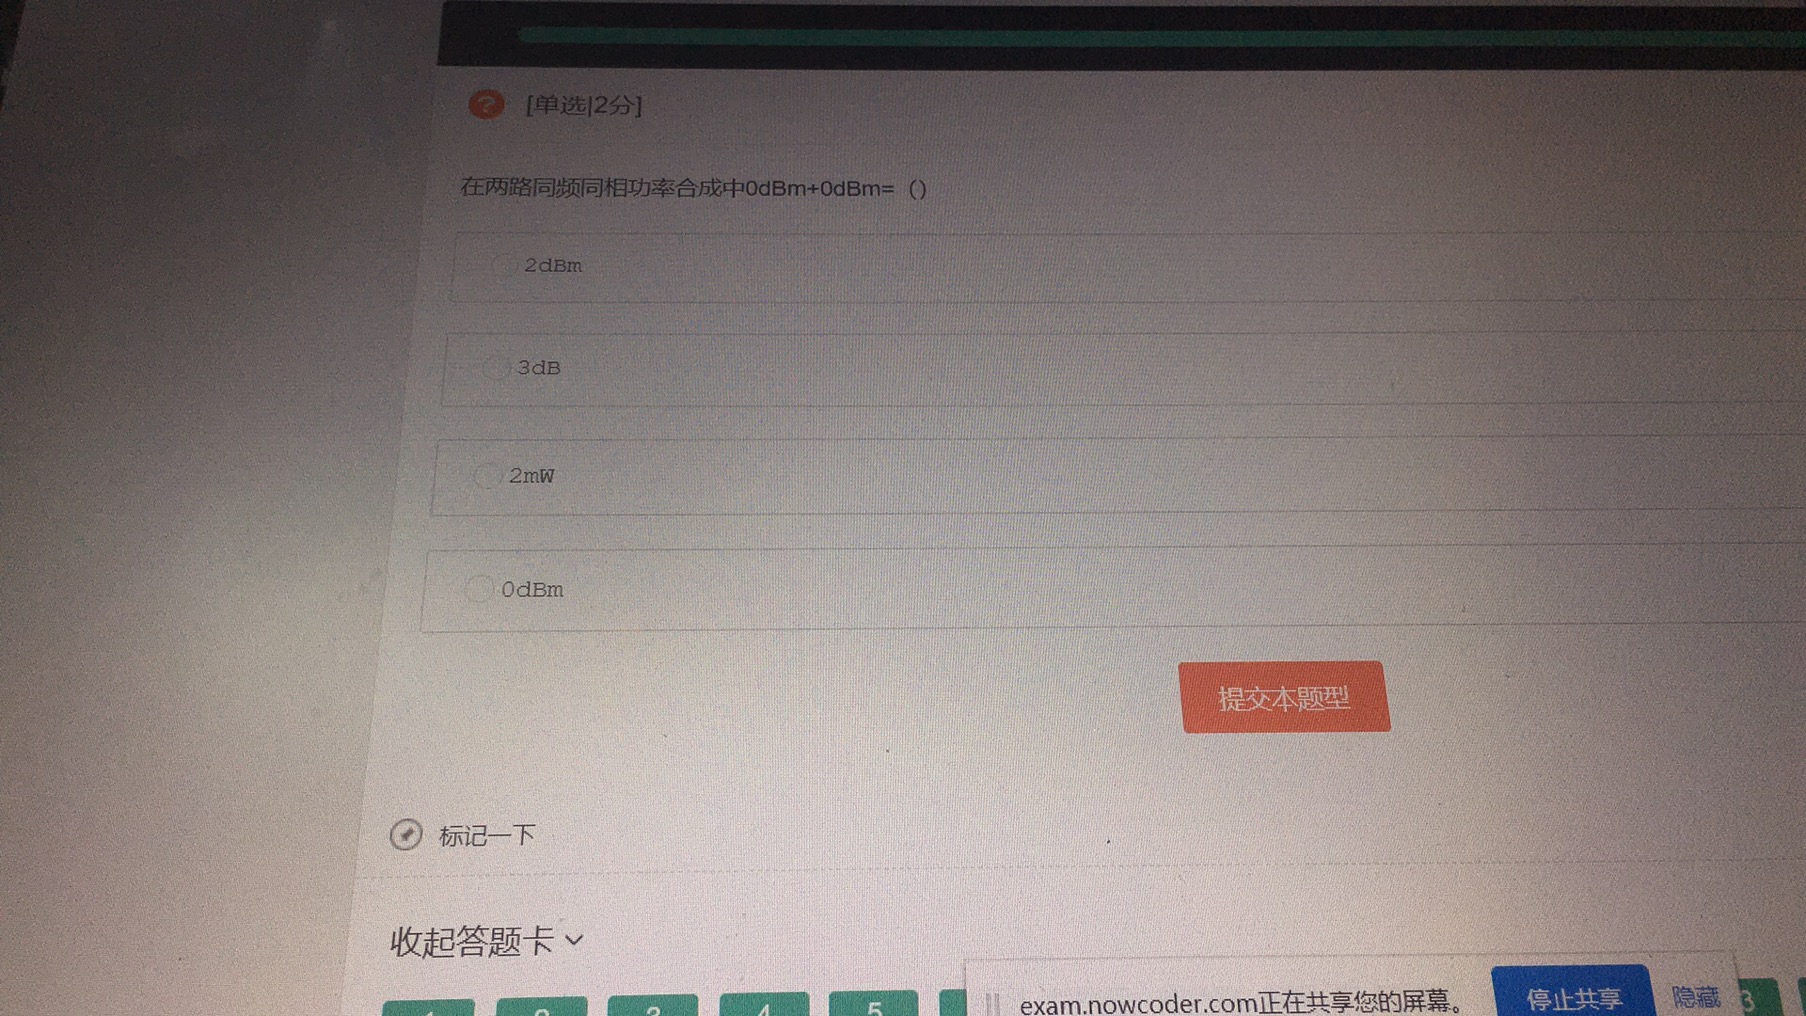 [单选|2分]
在两路同频同相功率合成中0dBm+0dBm=（）
2dBm
3dB
2mW
0dBm
提交本题型
标记一下
收起答题卡
1 2 3 4 5
exam.nowcoder.com正在共享您的屏幕。 停止共享 隐藏 3